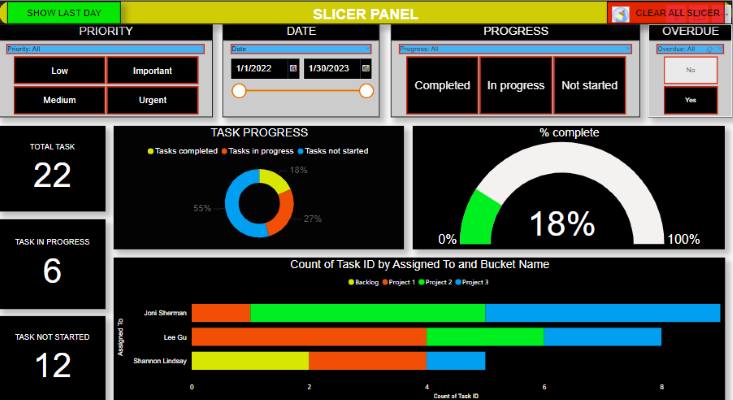 SHOW LAST DAY
SLICER PANEL
CLEAR ALL SLICER
PRIORITY
DATE
PROGRESS
OVERDUE
Priority: All
Date
Progress: All
Overdue: All
Low
Important
Medium
Urgent
1/1/2022
1/30/2023
Completed
In progress
Not started
No
Yes
TOTAL TASK
22
TASK IN PROGRESS
6
TASK NOT STARTED
12
TASK PROGRESS
Tasks completed Tasks in progress Tasks not started
18%
55%
27%
% complete
18%
0%
100%
Count of Task ID by Assigned To and Bucket Name
Backlog Project 1 Project 2 Project 3
Assigned To
Joni Sherman
Lee Gu
Shannon Lindsay
0 2 4 6 8
Count of Task ID